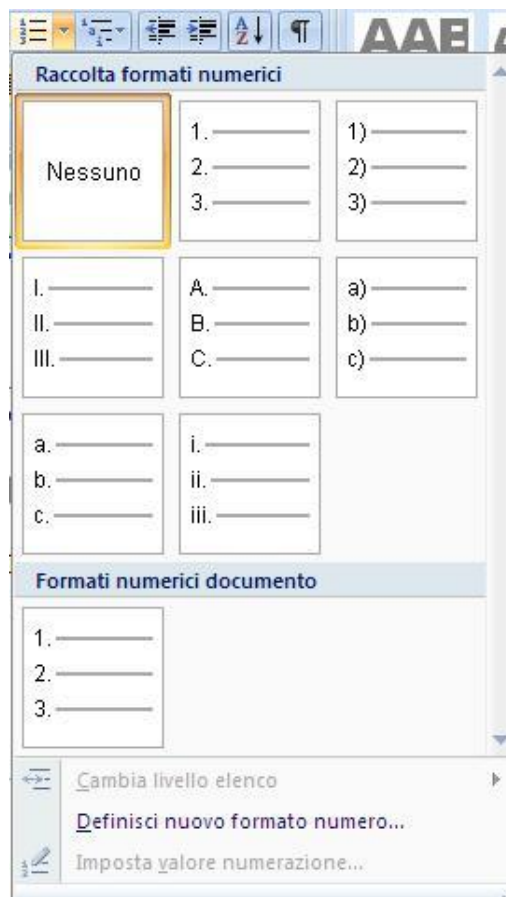 AAB
Raccolta formati numerici
Nessuno
1.
2.
3.
1)
2)
3)
I.
II.
III.
A.
B.
C.
a)
b)
c)
a.
b.
c.
i.
ii.
iii.
Formati numerici documento
1.
2.
3.
Cambia livello elenco
Definisci nuovo formato numero...
Imposta valore numerazione...